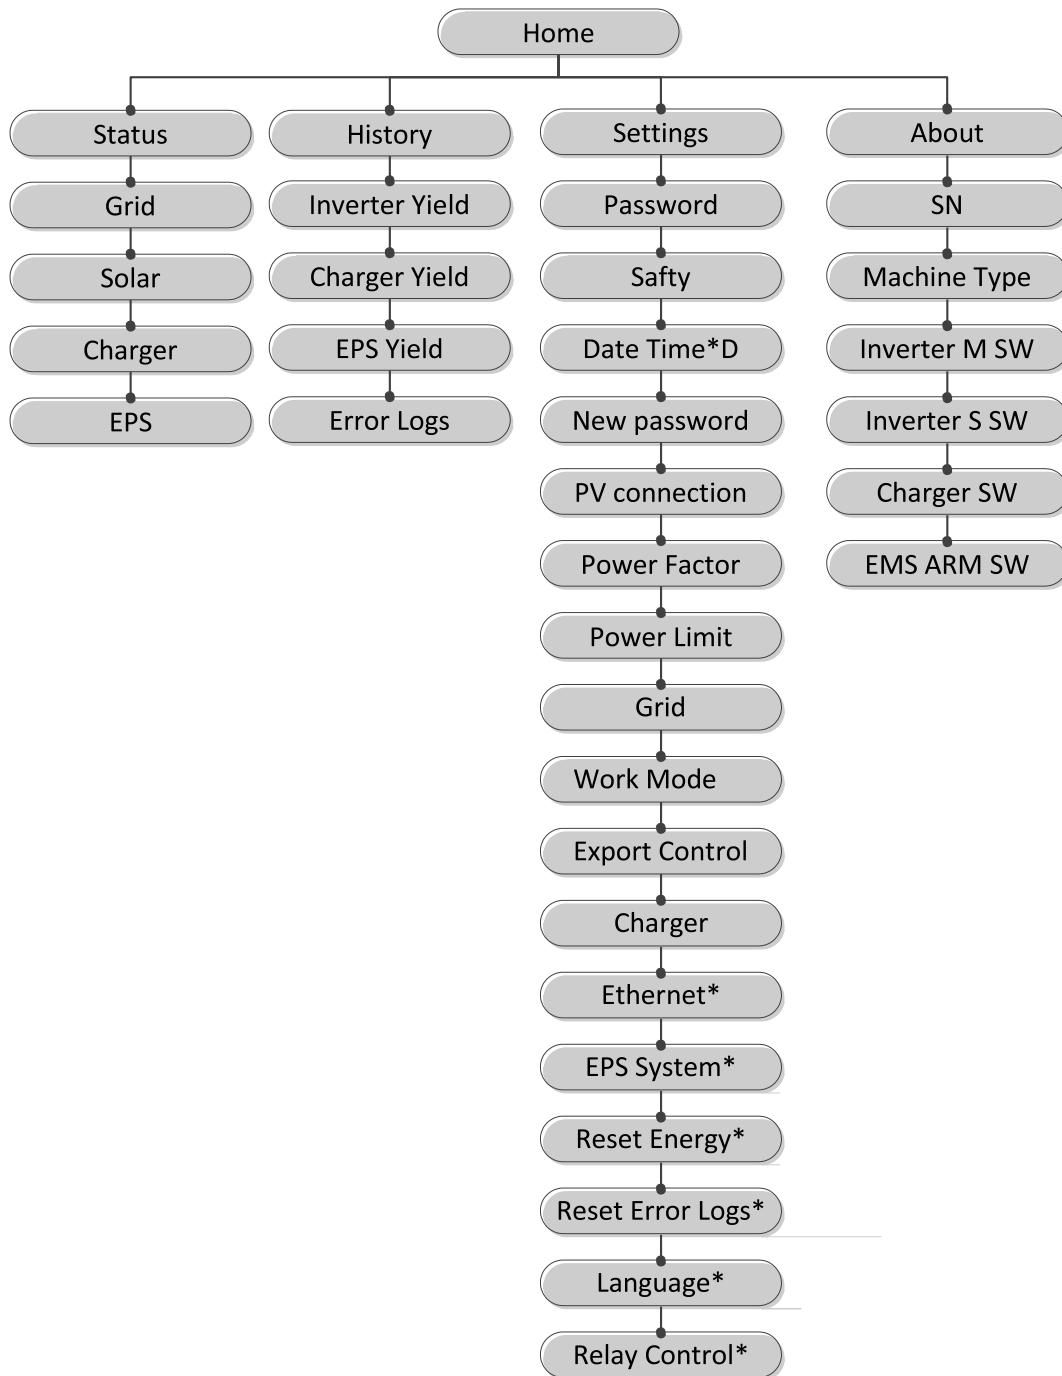 Home
Status
Grid
Solar
Charger
EPS
History
Inverter Yield
Charger Yield
EPS Yield
Error Logs
Settings
Password
Safty
Date Time*D
New password
PV connection
Power Factor
Power Limit
Grid
Work Mode
Export Control
Charger
Ethernet*
EPS System*
Reset Energy*
Reset Error Logs*
Language*
Relay Control*
About
SN
Machine Type
Inverter M SW
Inverter S SW
Charger SW
EMS ARM SW